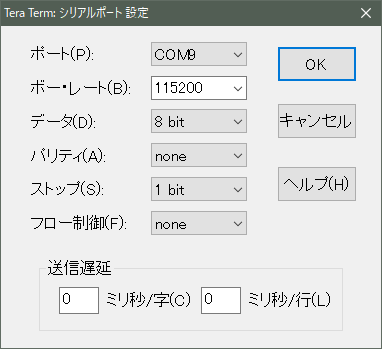 Tera Term: シリアルポート 設定
ポート(P): COM9 OK
ボー・レート(B): 115200
データ(D): 8 bit キャンセル
パリティ(A): none
ストップ(S): 1 bit ヘルプ(H)
フロー制御(F): none
送信遅延
0 ミリ秒/字(C) 0 ミリ秒/行(L)